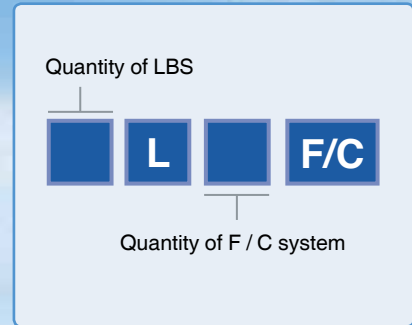 Quantity of LBS
L F/C
Quantity of F / C system